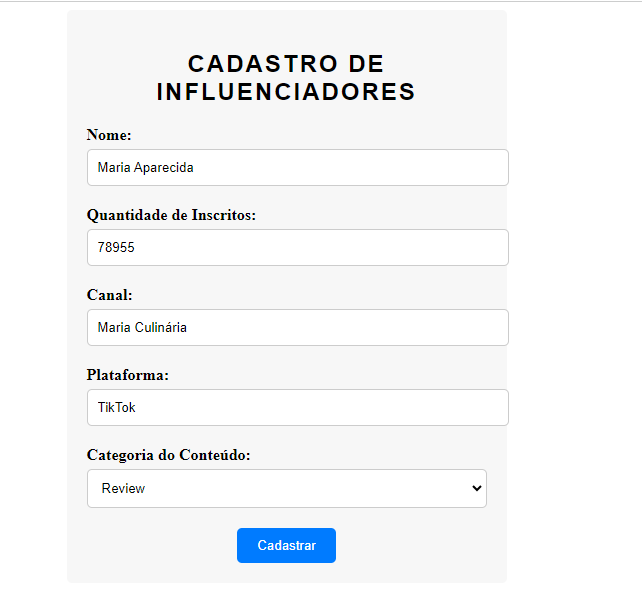 CADASTRO DE
INFLUENCIADORES
Nome:
Maria Aparecida
Quantidade de Inscritos:
78955
Canal:
Maria Culinária
Plataforma:
TikTok
Categoria do Conteúdo:
Review
Cadastrar